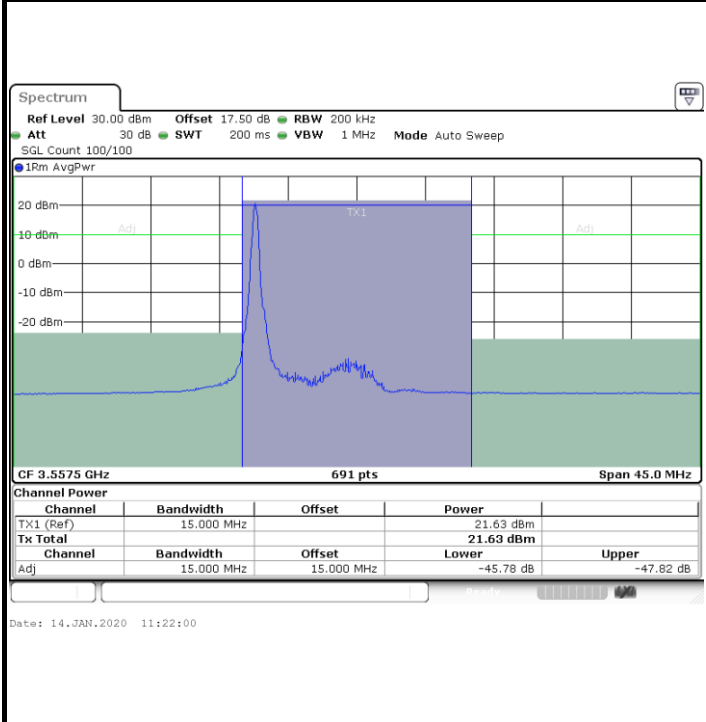 Spectrum
Ref Level 30.00 dBm Offset 17.50 dB RBW 200 kHz
Att 30 dB SWT 200 ms VBW 1 MHz Mode Auto Sweep
SGL Count 100/100
1Rm AvgPwr
20 dBm
TX1
Adj Adj
10 dBm
0 dBm
-10 dBm
-20 dBm
CF 3.5575 GHz 691 pts Span 45.0 MHz
Channel Power
Channel Bandwidth Offset Power
TX1 (Ref) 15.000 MHz 21.63 dBm
Tx Total 21.63 dBm
Channel Bandwidth Offset Lower Upper
Adj 15.000 MHz 15.000 MHz -45.78 dB -47.82 dB
Ready
Date: 14.JAN.2020 11:22:00